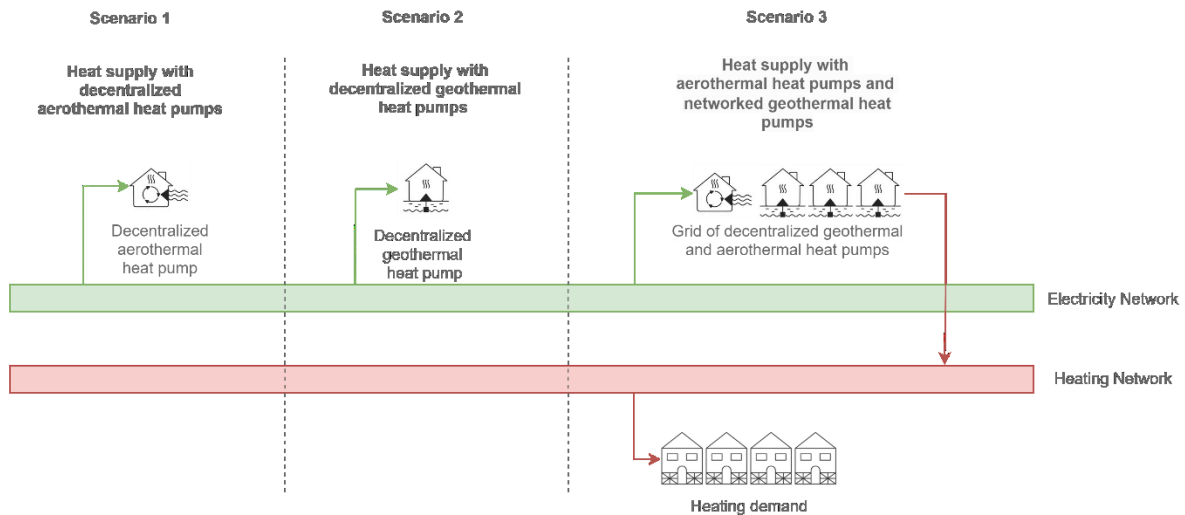 Scenario 1
Heat supply with
decentralized
aerothermal heat pumps
Decentralized
aerothermal
heat pump
Scenario 2
Heat supply with
decentralized geothermal
heat pumps
Decentralized
geothermal
heat pump
Scenario 3
Heat supply with
aerothermal heat pumps and
networked geothermal heat
pumps
Grid of decentralized geothermal
and aerothermal heat pumps
Electricity Network
Heating Network
Heating demand